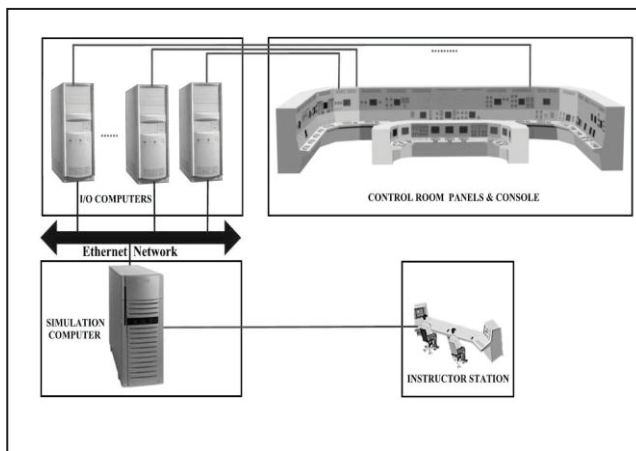 I/O COMPUTERS
CONTROL ROOM PANELS & CONSOLE
Ethernet Network
SIMULATION
COMPUTER
INSTRUCTOR STATION